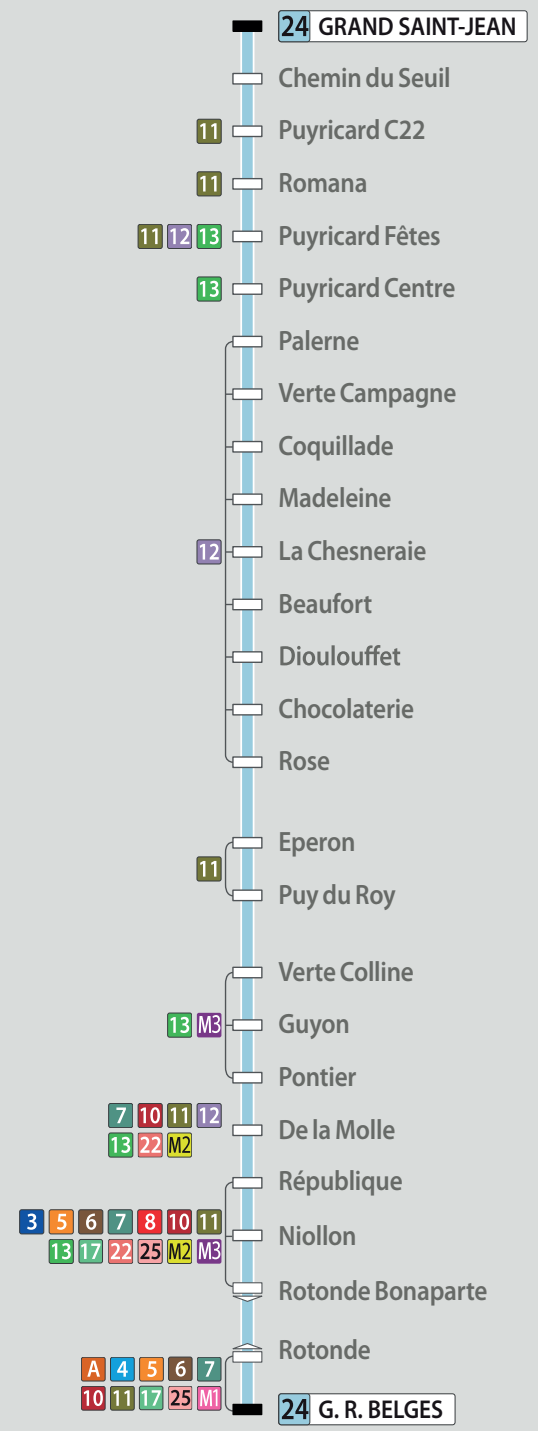 24 GRAND SAINT-JEAN
Chemin du Seuil
11 Puyricard C22
11 Romana
11 12 13 Puyricard Fêtes
13 Puyricard Centre
Palerne
Verte Campagne
Coquillade
Madeleine
12 La Chesneraie
Beaufort
Dioulouffet
Chocolaterie
Rose
Eperon
11
Puy du Roy
Verte Colline
13 M3 Guyon
Pontier
7 10 11 12
De la Molle
13 22 M2
République
3 5 6 7 8 10 11
Niollon
13 17 22 25 M2 M3
Rotonde Bonaparte
Rotonde
A 4 5 6 7
10 11 17 25 M1
24 G. R. BELGES